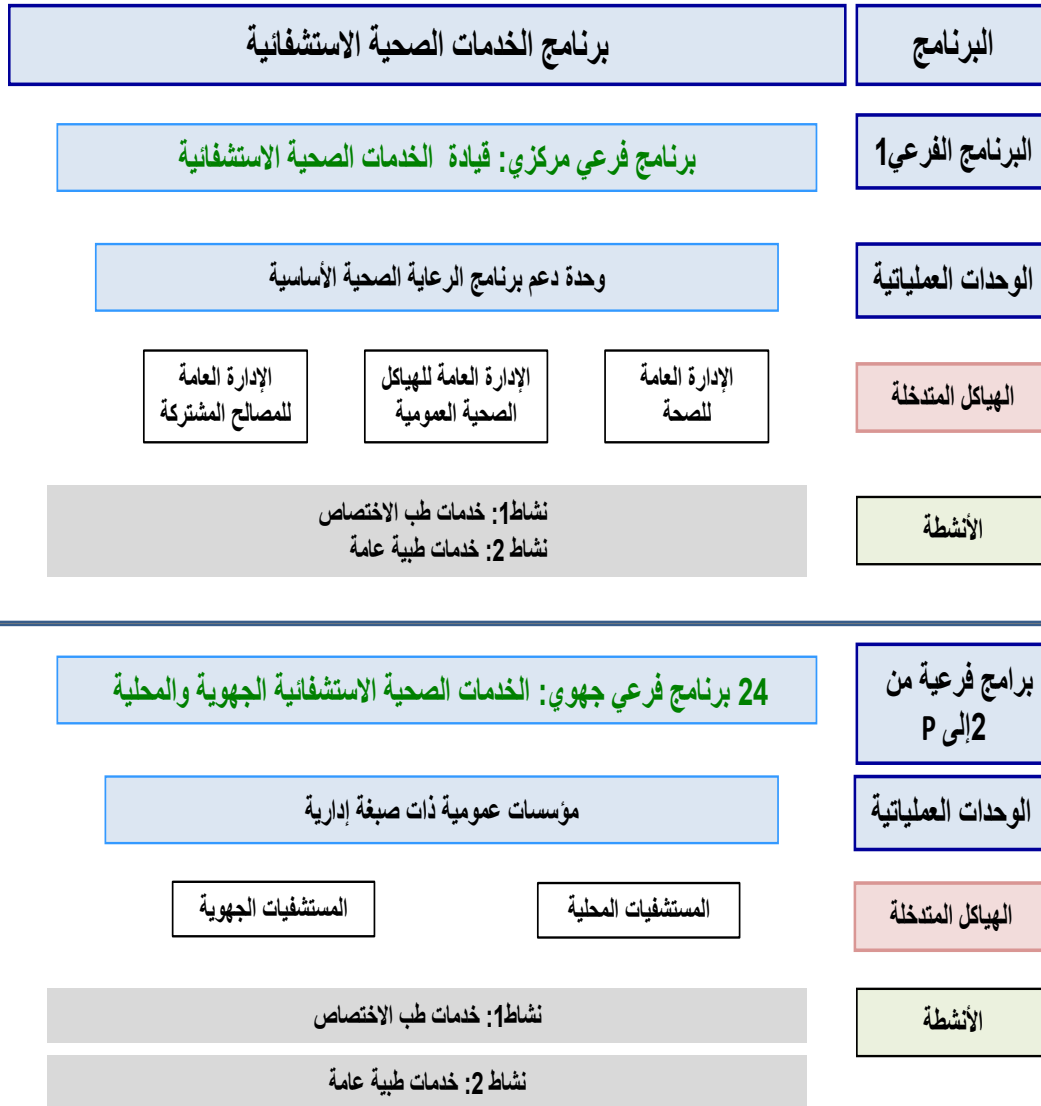 البرنامج
برنامج الخدمات الصحية الاستشفائية
البرنامج الفرعي1
برنامج فرعي مركزي: قيادة الخدمات الصحية الاستشفائية
الوحدات العملياتية
وحدة دعم برنامج الرعاية الصحية الأساسية
الهياكل المتدخلة
الإدارة العامة
للصحة
الإدارة العامة للهياكل
الصحية العمومية
الإدارة العامة
للمصالح المشتركة
الأنشطة
نشاط1: خدمات طب الاختصاص
نشاط 2: خدمات طبية عامة
برامج فرعية من
2إلى P
24 برنامج فرعي جهوي: الخدمات الصحية الاستشفائية الجهوية والمحلية
الوحدات العملياتية
مؤسسات عمومية ذات صبغة إدارية
الهياكل المتدخلة
المستشفيات المحلية
المستشفيات الجهوية
الأنشطة
نشاط1: خدمات طب الاختصاص
نشاط 2: خدمات طبية عامة